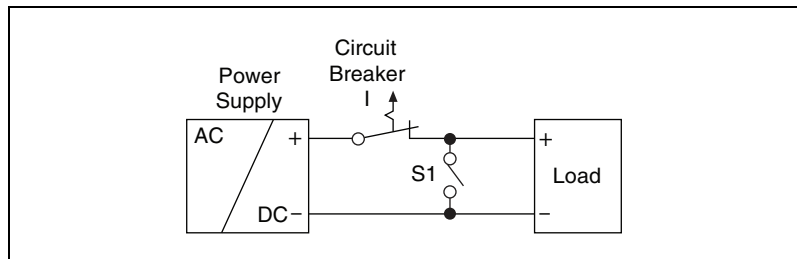 Circuit
Breaker
I
Power
Supply
AC
+
DC −
S1
+
Load
−